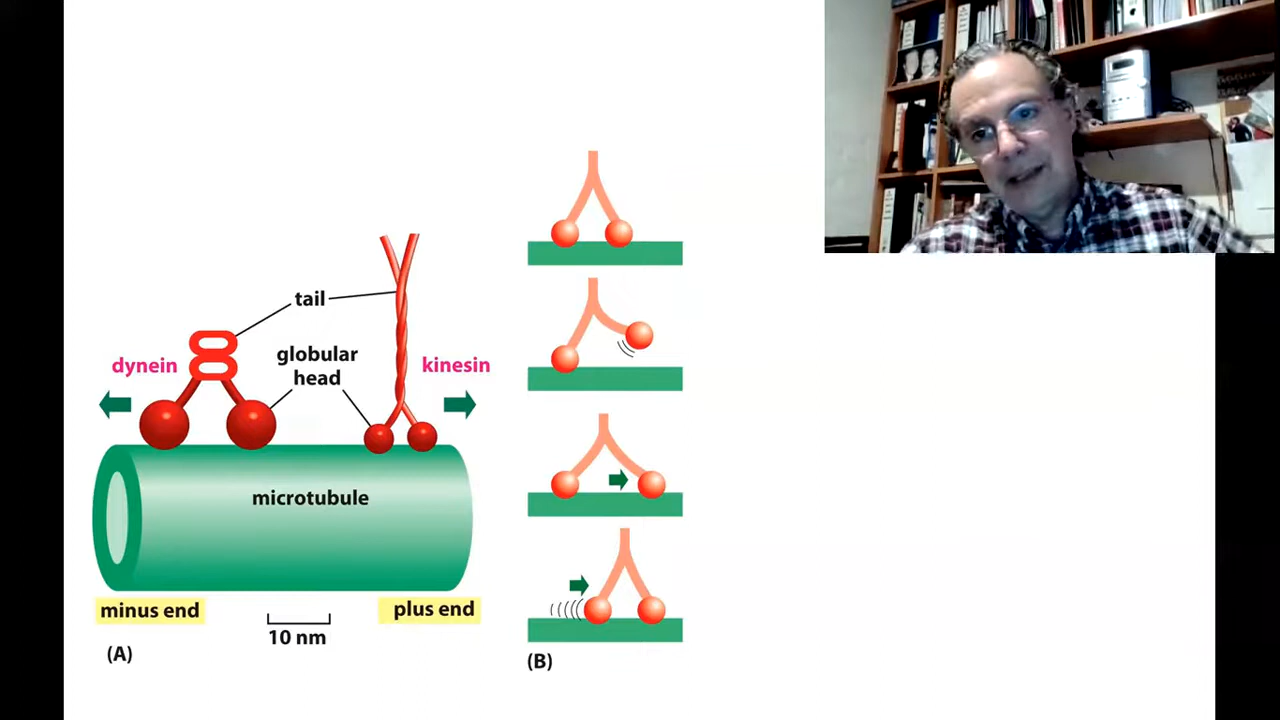 tail
dynein
globular
head
kinesin
microtubule
minus end
plus end
10 nm
(A)
(B)